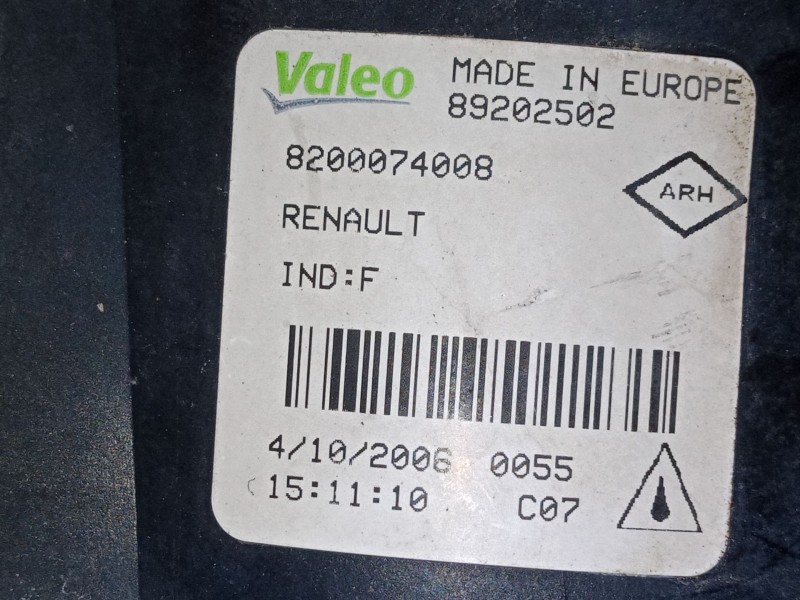 Valeo MADE IN EUROPE
89202502
8200074008
ARH
RENAULT
IND:F
4/10/2006 0055
15:11:10 C07